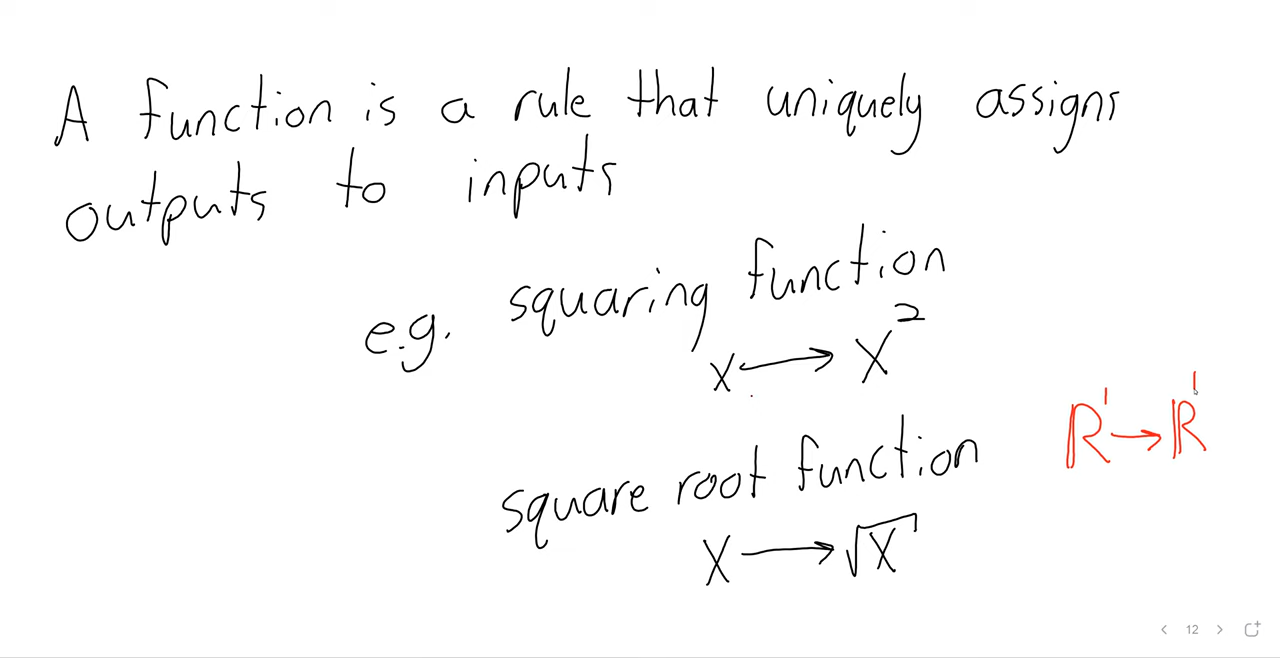 A function is a rule that uniquely assigns
outputs to inputs
e.g. squaring function
x → x²
R¹ → R¹
square root function
x → √x
12